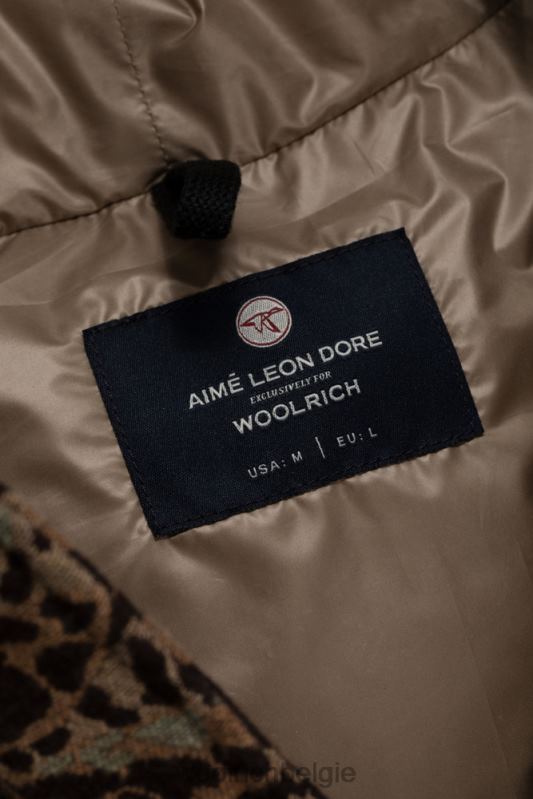 AIMÉ LEON DORE
EXCLUSIVELY FOR
WOOLRICH
USA: M | EU: L